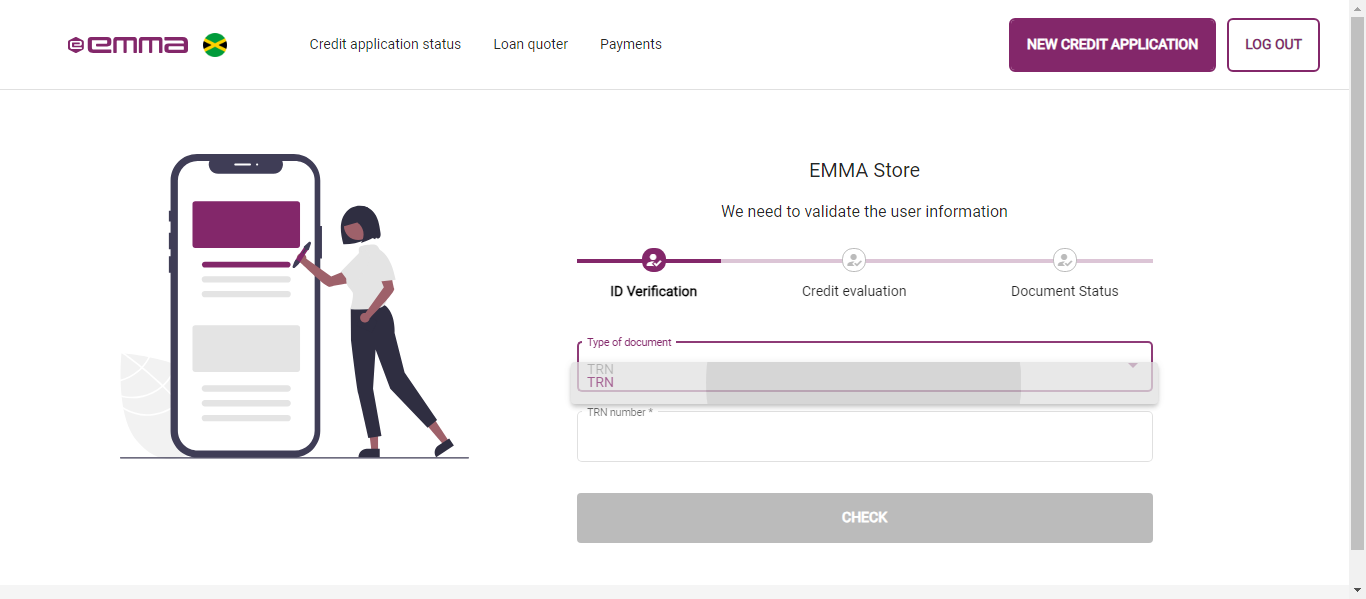 emma
Credit application status
Loan quoter
Payments
NEW CREDIT APPLICATION
LOG OUT
EMMA Store
We need to validate the user information
ID Verification
Credit evaluation
Document Status
Type of document
TRN
TRN
TRN number *
CHECK